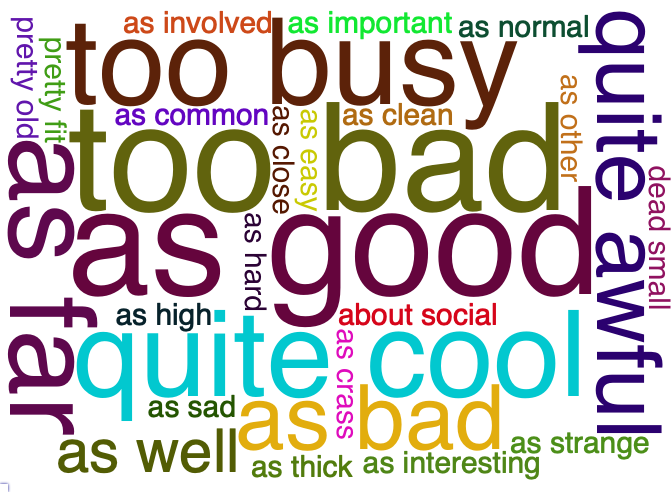 as involved
as important
as normal
too busy
pretty old
pretty fit
quite awful
as common
as clean
as other
too bad
as close
as easy
dead small
as far
as good
as hard
as high
about social
quite cool
as crass
as sad
as bad
as well
as strange
as thick
as interesting